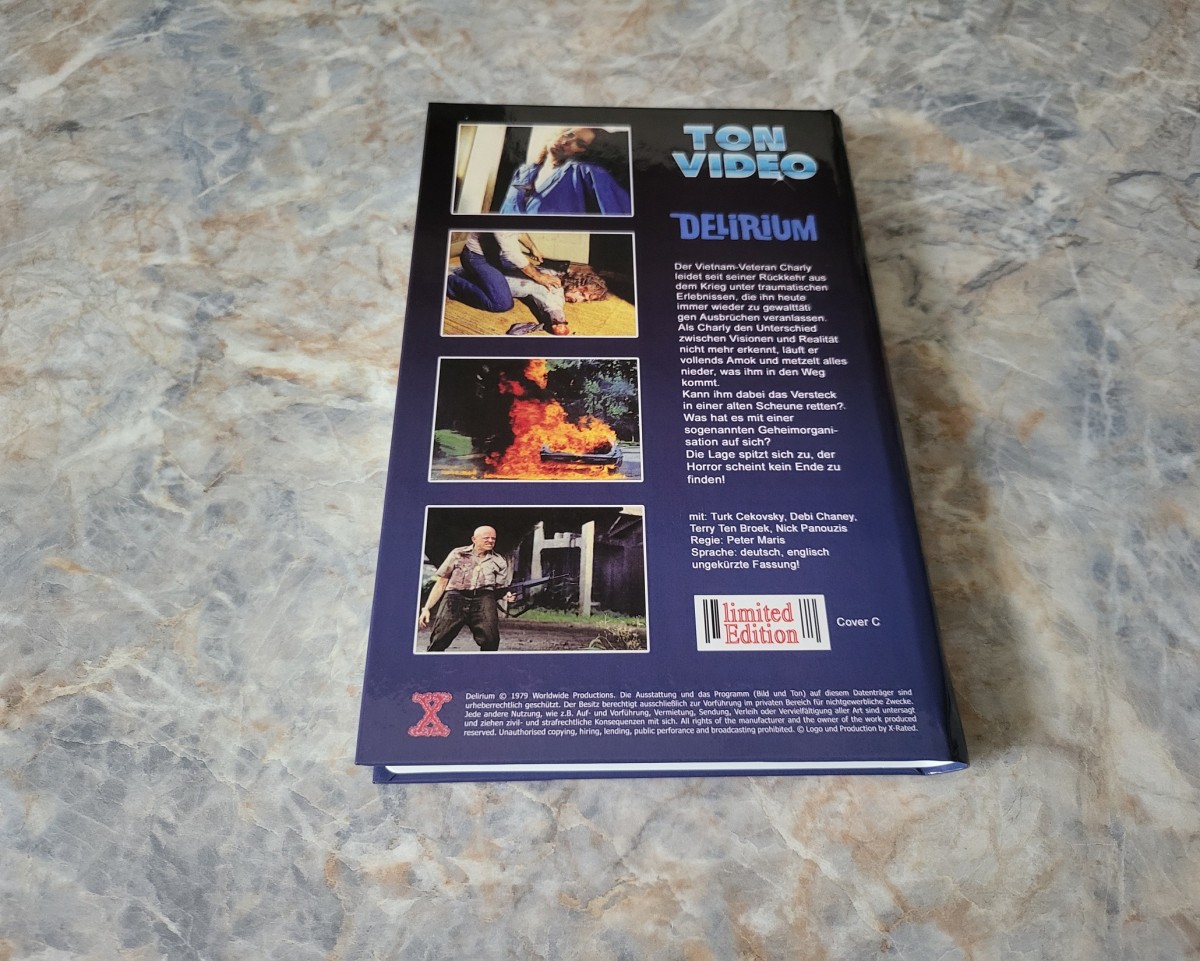 TON
VIDEO
DELiRiUM
Der Vietnam-Veteran Charly
leidet seit seiner Rückkehr aus
dem Krieg unter traumatischen
Erlebnissen, die ihn heute
immer wieder zu gewalttäti
gen Ausbrüchen veranlassen.
Als Charly den Unterschied
zwischen Visionen und Realität
nicht mehr erkennt, läuft er
vollends Amok und metzelt alles
nieder, was ihm in den Weg
kommt.
Kann ihm dabei das Versteck
in einer alten Scheune retten?
Was hat es mit einer
sogenannten Geheimorgani-
sation auf sich?
Die Lage spitzt sich zu, der
Horror scheint kein Ende zu
finden!
mit: Turk Cekovsky, Debi Chaney,
Terry Ten Broek, Nick Panouzis
Regie: Peter Maris
Sprache: deutsch, englisch
ungekürzte Fassung!
limited
Edition
Cover C
X
Delirium © 1979 Worldwide Productions. Die Ausstattung und das Programm (Bild und Ton) auf diesem Datenträger sind
urheberrechtlich geschützt. Der Besitz berechtigt ausschließlich zur Vorführung im privaten Bereich für nichtgewerbliche Zwecke.
Jede andere Nutzung, wie z.B. Auf- und Vorführung, Vermietung, Sendung, Verleih oder Vervielfältigung aller Art sind untersagt
und ziehen zivil- und strafrechtliche Konsequenzen mit sich. All rights of the manufacturer and the owner of the work produced
reserved. Unauthorised copying, hiring, lending, public perforance and broadcasting prohibited. © Logo und Production by X-Rated.